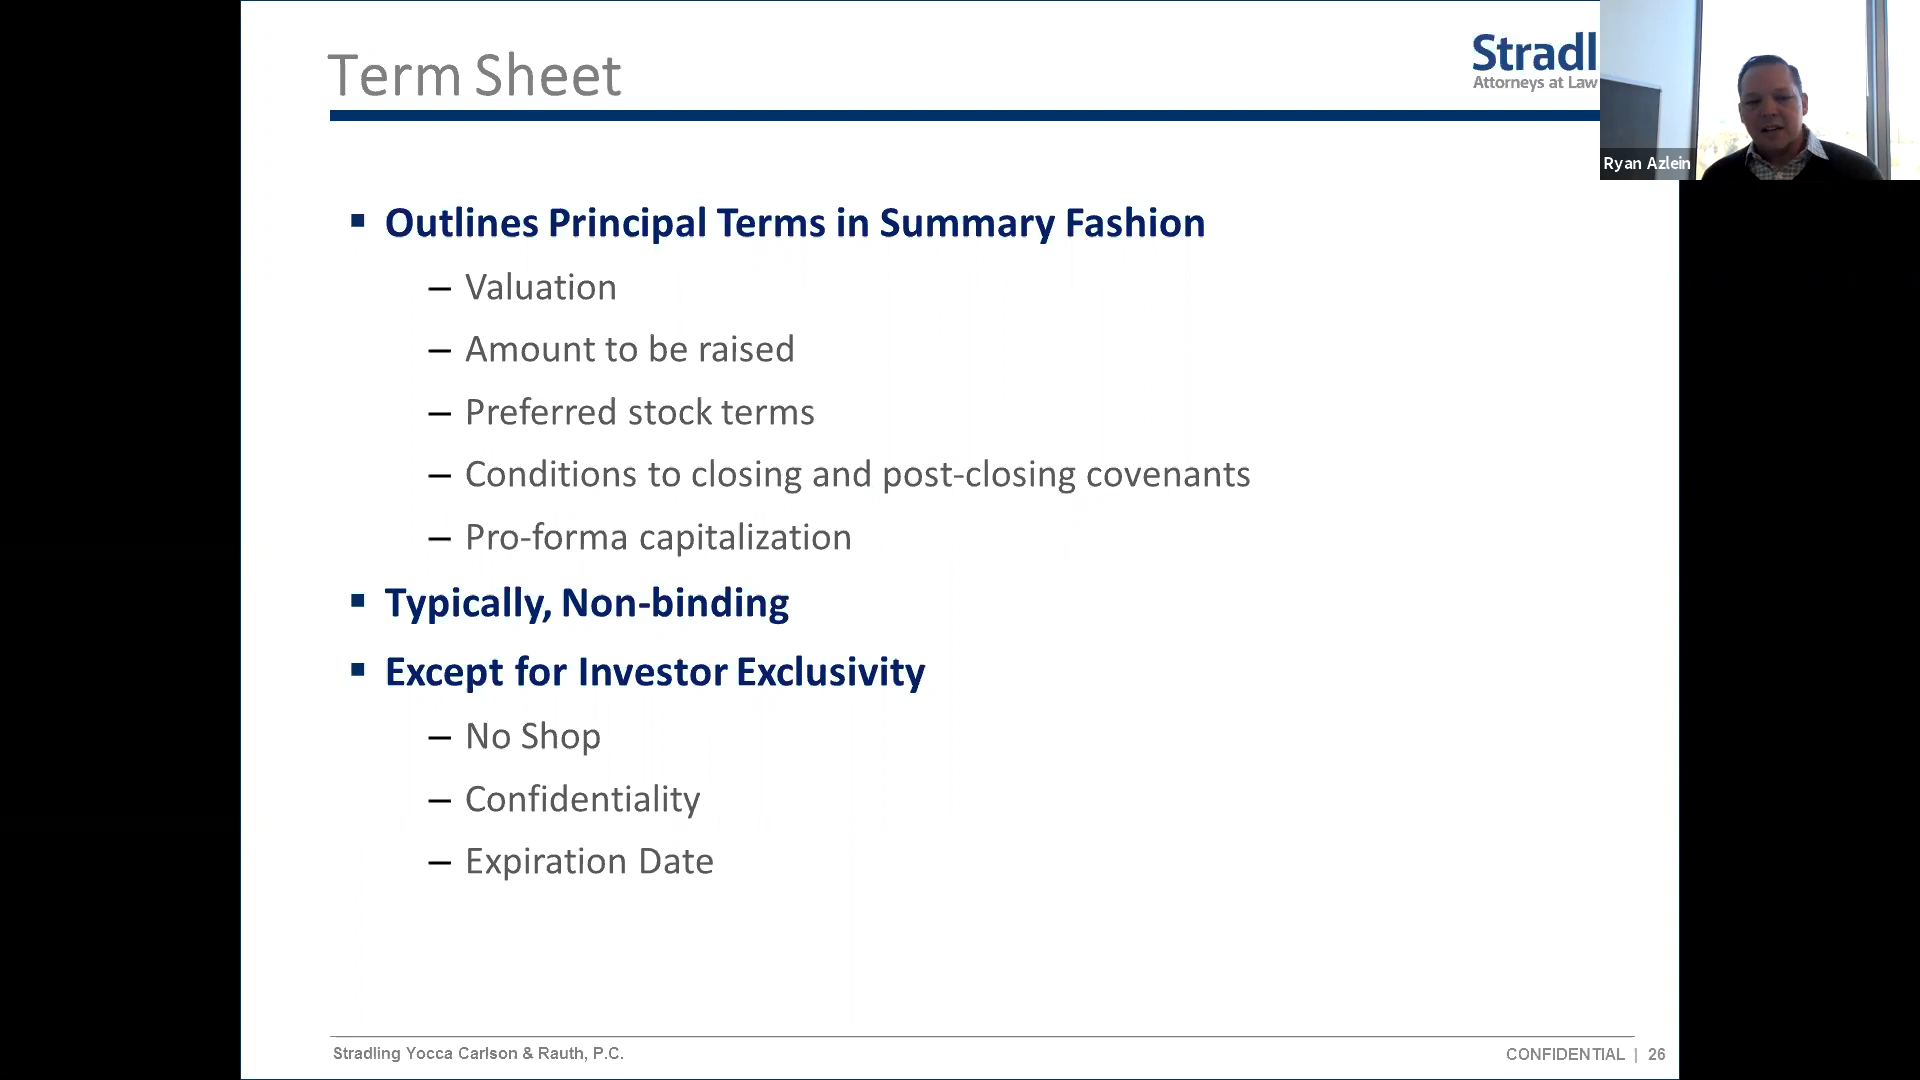 Term Sheet
Stradl
Attorneys at Law
Ryan Azlein
▪ Outlines Principal Terms in Summary Fashion
– Valuation
– Amount to be raised
– Preferred stock terms
– Conditions to closing and post-closing covenants
– Pro-forma capitalization
▪ Typically, Non-binding
▪ Except for Investor Exclusivity
– No Shop
– Confidentiality
– Expiration Date
Stradling Yocca Carlson & Rauth, P.C.
CONFIDENTIAL | 26